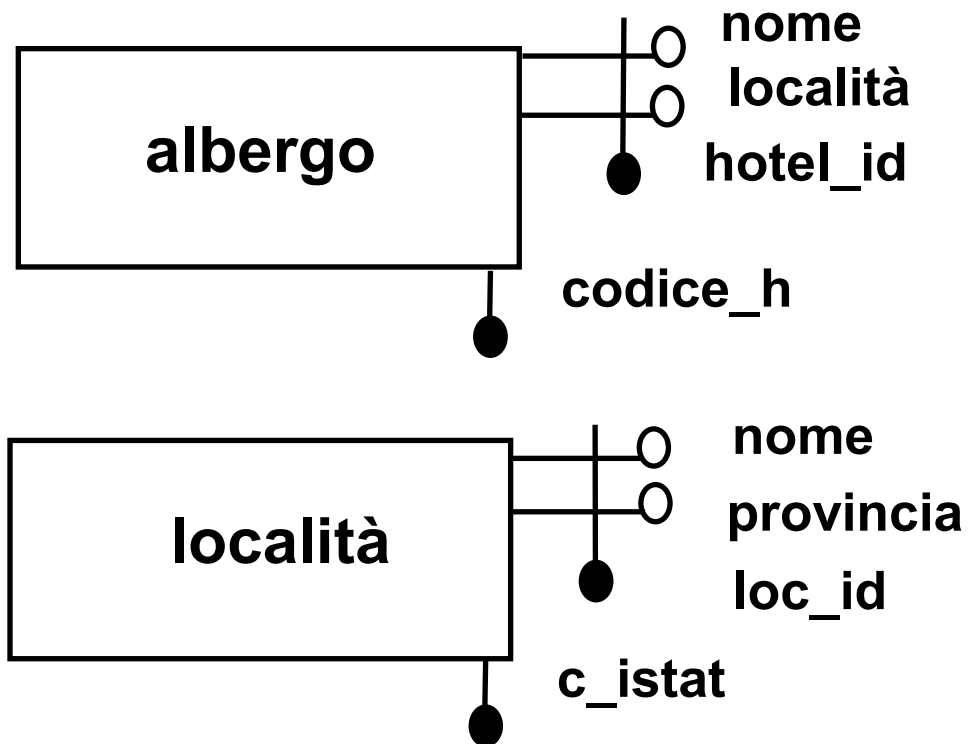 nome
località
albergo
hotel_id
codice_h
nome
provincia
località
loc_id
c_istat